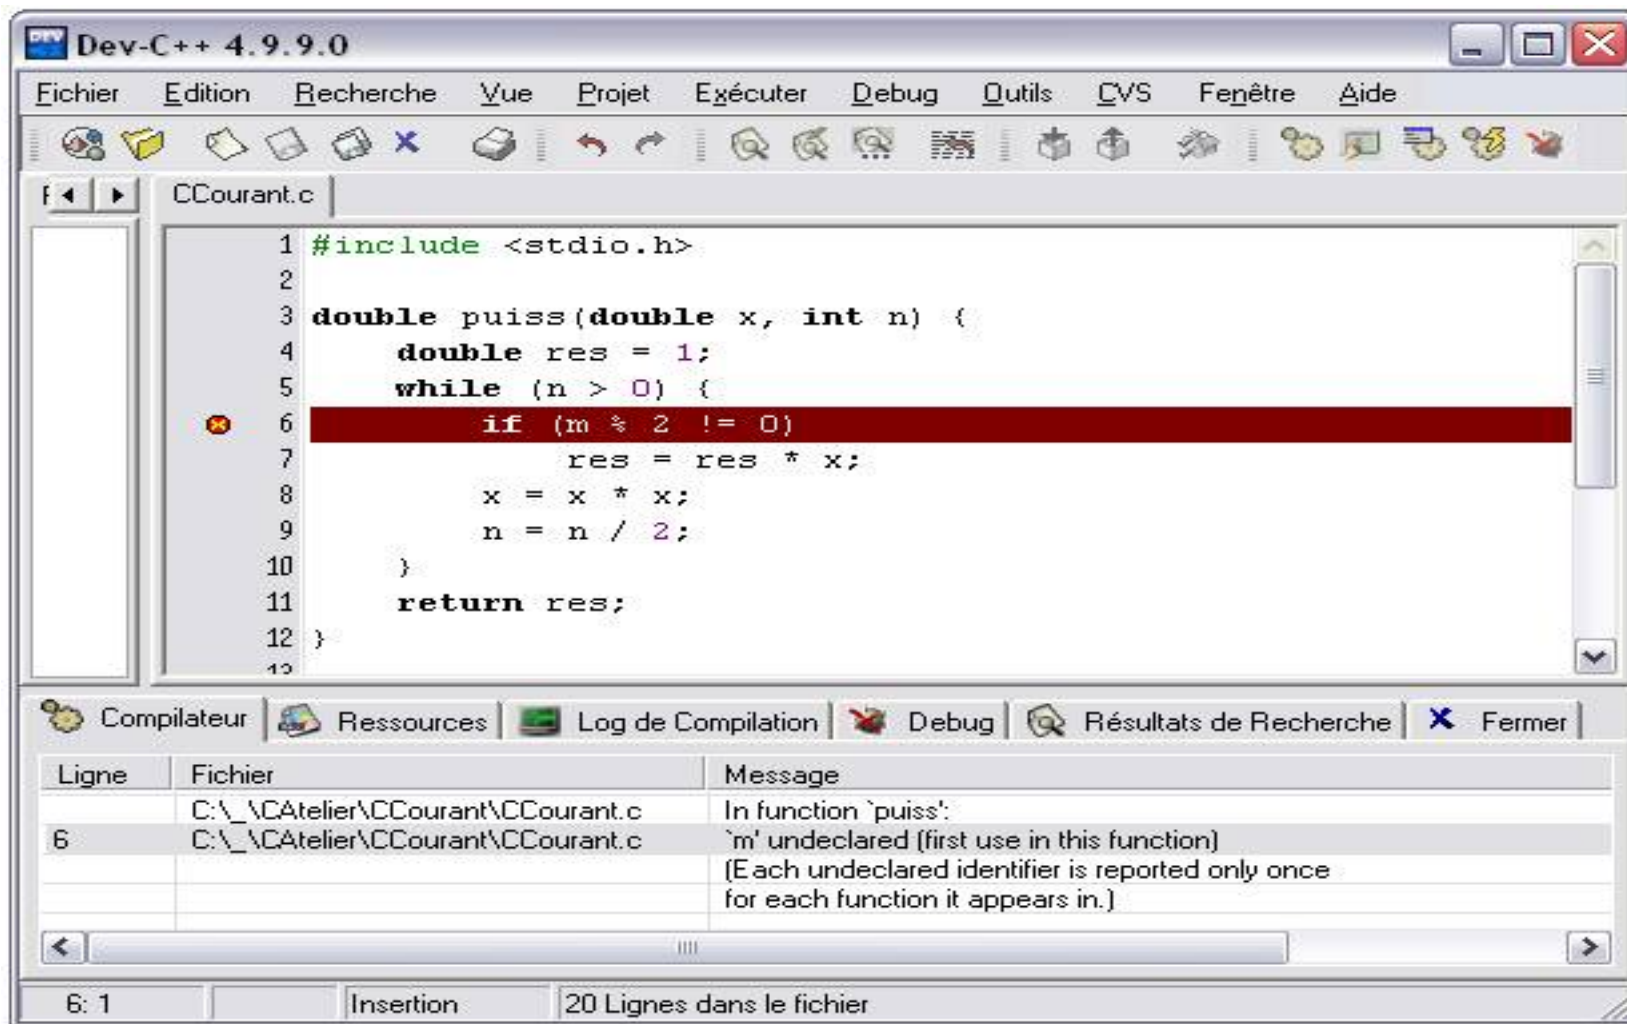 Dev-C++ 4.9.9.0
Fichier Edition Recherche Vue Projet Exécuter Debug Outils CVS Fenêtre Aide
CCourant.c
1 #include <stdio.h>
2
3 double puiss(double x, int n) {
4 double res = 1;
5 while (n > 0) {
6 if (m % 2 != 0)
7 res = res * x;
8 x = x * x;
9 n = n / 2;
10 }
11 return res;
12 }
13
Compilateur Ressources Log de Compilation Debug Résultats de Recherche Fermer
Ligne Fichier Message
C:\_\CAtelier\CCourant\CCourant.c In function `puiss':
6 C:\_\CAtelier\CCourant\CCourant.c `m' undeclared (first use in this function)
(Each undeclared identifier is reported only once
for each function it appears in.)
6: 1 Insertion 20 Lignes dans le fichier